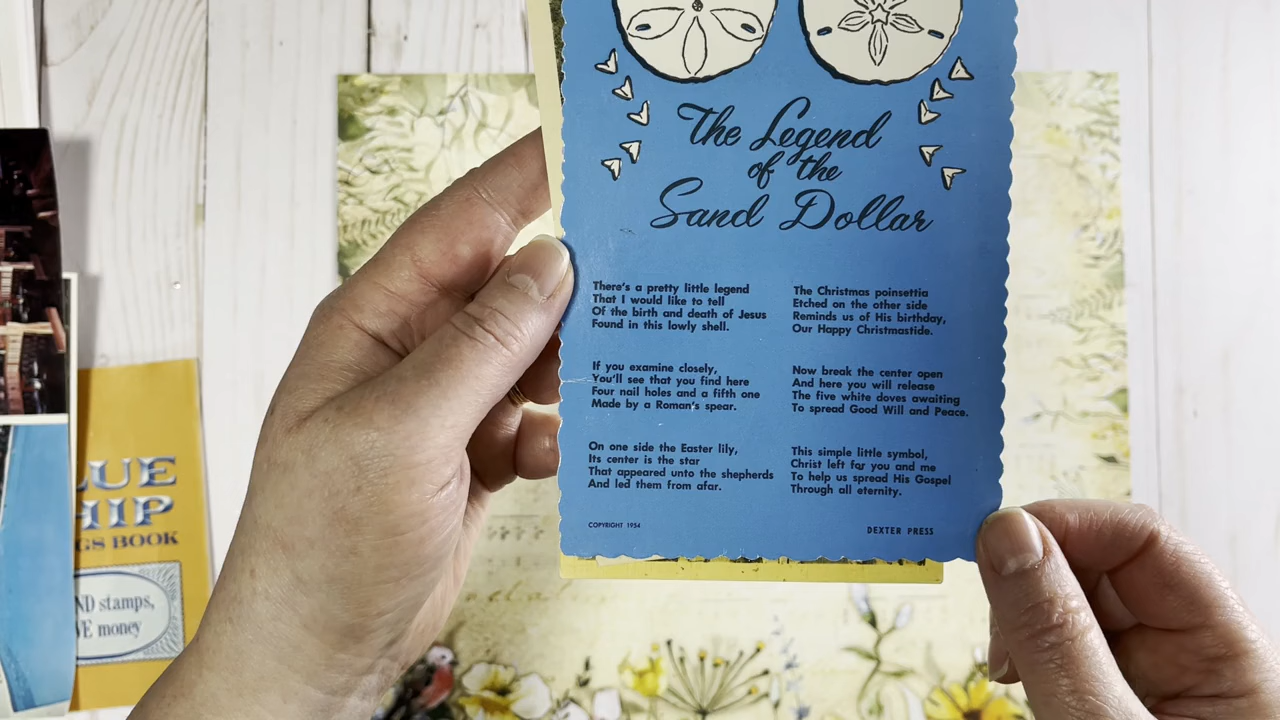 The Legend
of the
Sand Dollar
There's a pretty little legend
That I would like to tell
Of the birth and death of Jesus
Found in this lowly shell.
If you examine closely,
You'll see that you find here
Four nail holes and a fifth one
Made by a Roman's spear.
On one side the Easter lily,
Its center is the star
That appeared unto the shepherds
And led them from afar.
The Christmas poinsettia
Etched on the other side
Reminds us of His birthday,
Our Happy Christmastide.
Now break the center open
And here you will release
The five white doves awaiting
To spread Good Will and Peace.
This simple little symbol,
Christ left for you and me
To help us spread His Gospel
Through all eternity.
COPYRIGHT 1954
DEXTER PRESS
LUE
HIP
GS BOOK
ND stamps,
VE money